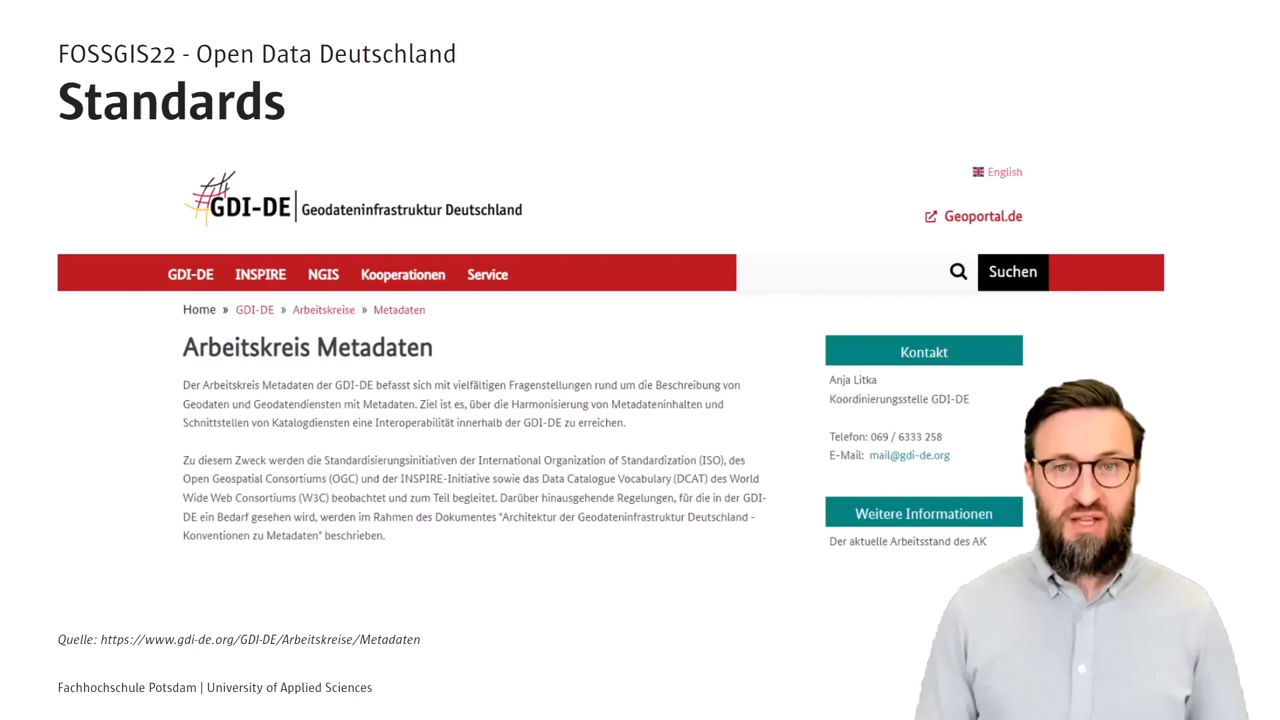 FOSSGIS22 - Open Data Deutschland
Standards
GDI-DE | Geodateninfrastruktur Deutschland
English
Geoportal.de
GDI-DE INSPIRE NGIS Kooperationen Service
Suchen
Home » GDI-DE » Arbeitskreise » Metadaten
Arbeitskreis Metadaten
Der Arbeitskreis Metadaten der GDI-DE befasst sich mit vielfältigen Fragenstellungen rund um die Beschreibung von
Geodaten und Geodatendiensten mit Metadaten. Ziel ist es, über die Harmonisierung von Metadateninhalten und
Schnittstellen von Katalogdiensten eine Interoperabilität innerhalb der GDI-DE zu erreichen.
Zu diesem Zweck werden die Standardisierungsinitiativen der International Organization of Standardization (ISO), des
Open Geospatial Consortiums (OGC) und der INSPIRE-Initiative sowie das Data Catalogue Vocabulary (DCAT) des World
Wide Web Consortiums (W3C) beobachtet und zum Teil begleitet. Darüber hinausgehende Regelungen, für die in der GDI-
DE ein Bedarf gesehen wird, werden im Rahmen des Dokumentes "Architektur der Geodateninfrastruktur Deutschland -
Konventionen zu Metadaten" beschrieben.
Kontakt
Anja Litka
Koordinierungsstelle GDI-DE
Telefon: 069 / 6333 258
E-Mail: mail@gdi-de.org
Weitere Informationen
Der aktuelle Arbeitsstand des AK
Quelle: https://www.gdi-de.org/GDI-DE/Arbeitskreise/Metadaten
Fachhochschule Potsdam | University of Applied Sciences